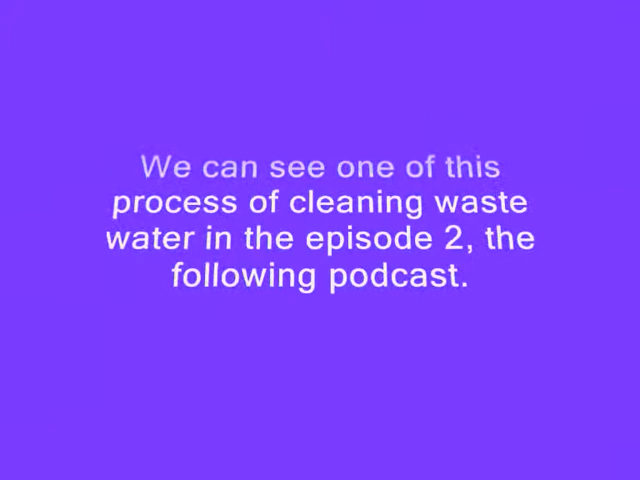 We can see one of this
process of cleaning waste
water in the episode 2, the
following podcast.